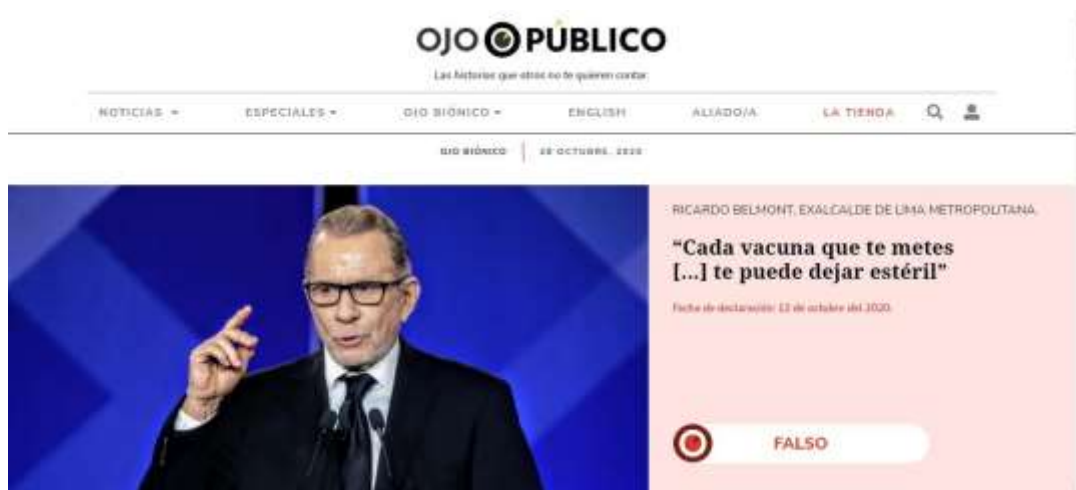 OJO PÚBLICO
Las historias que otros no te quieren contar
NOTICIAS
ESPECIALES
OJO BIÓNICO
ENGLISH
ALIADO/A
LA TIENDA
OJO BIÓNICO
28 OCTUBRE, 2020
RICARDO BELMONT, EXALCALDE DE LIMA METROPOLITANA.
“Cada vacuna que te metes
[...] te puede dejar estéril”
Fecha de declaración: 12 de octubre del 2020.
FALSO